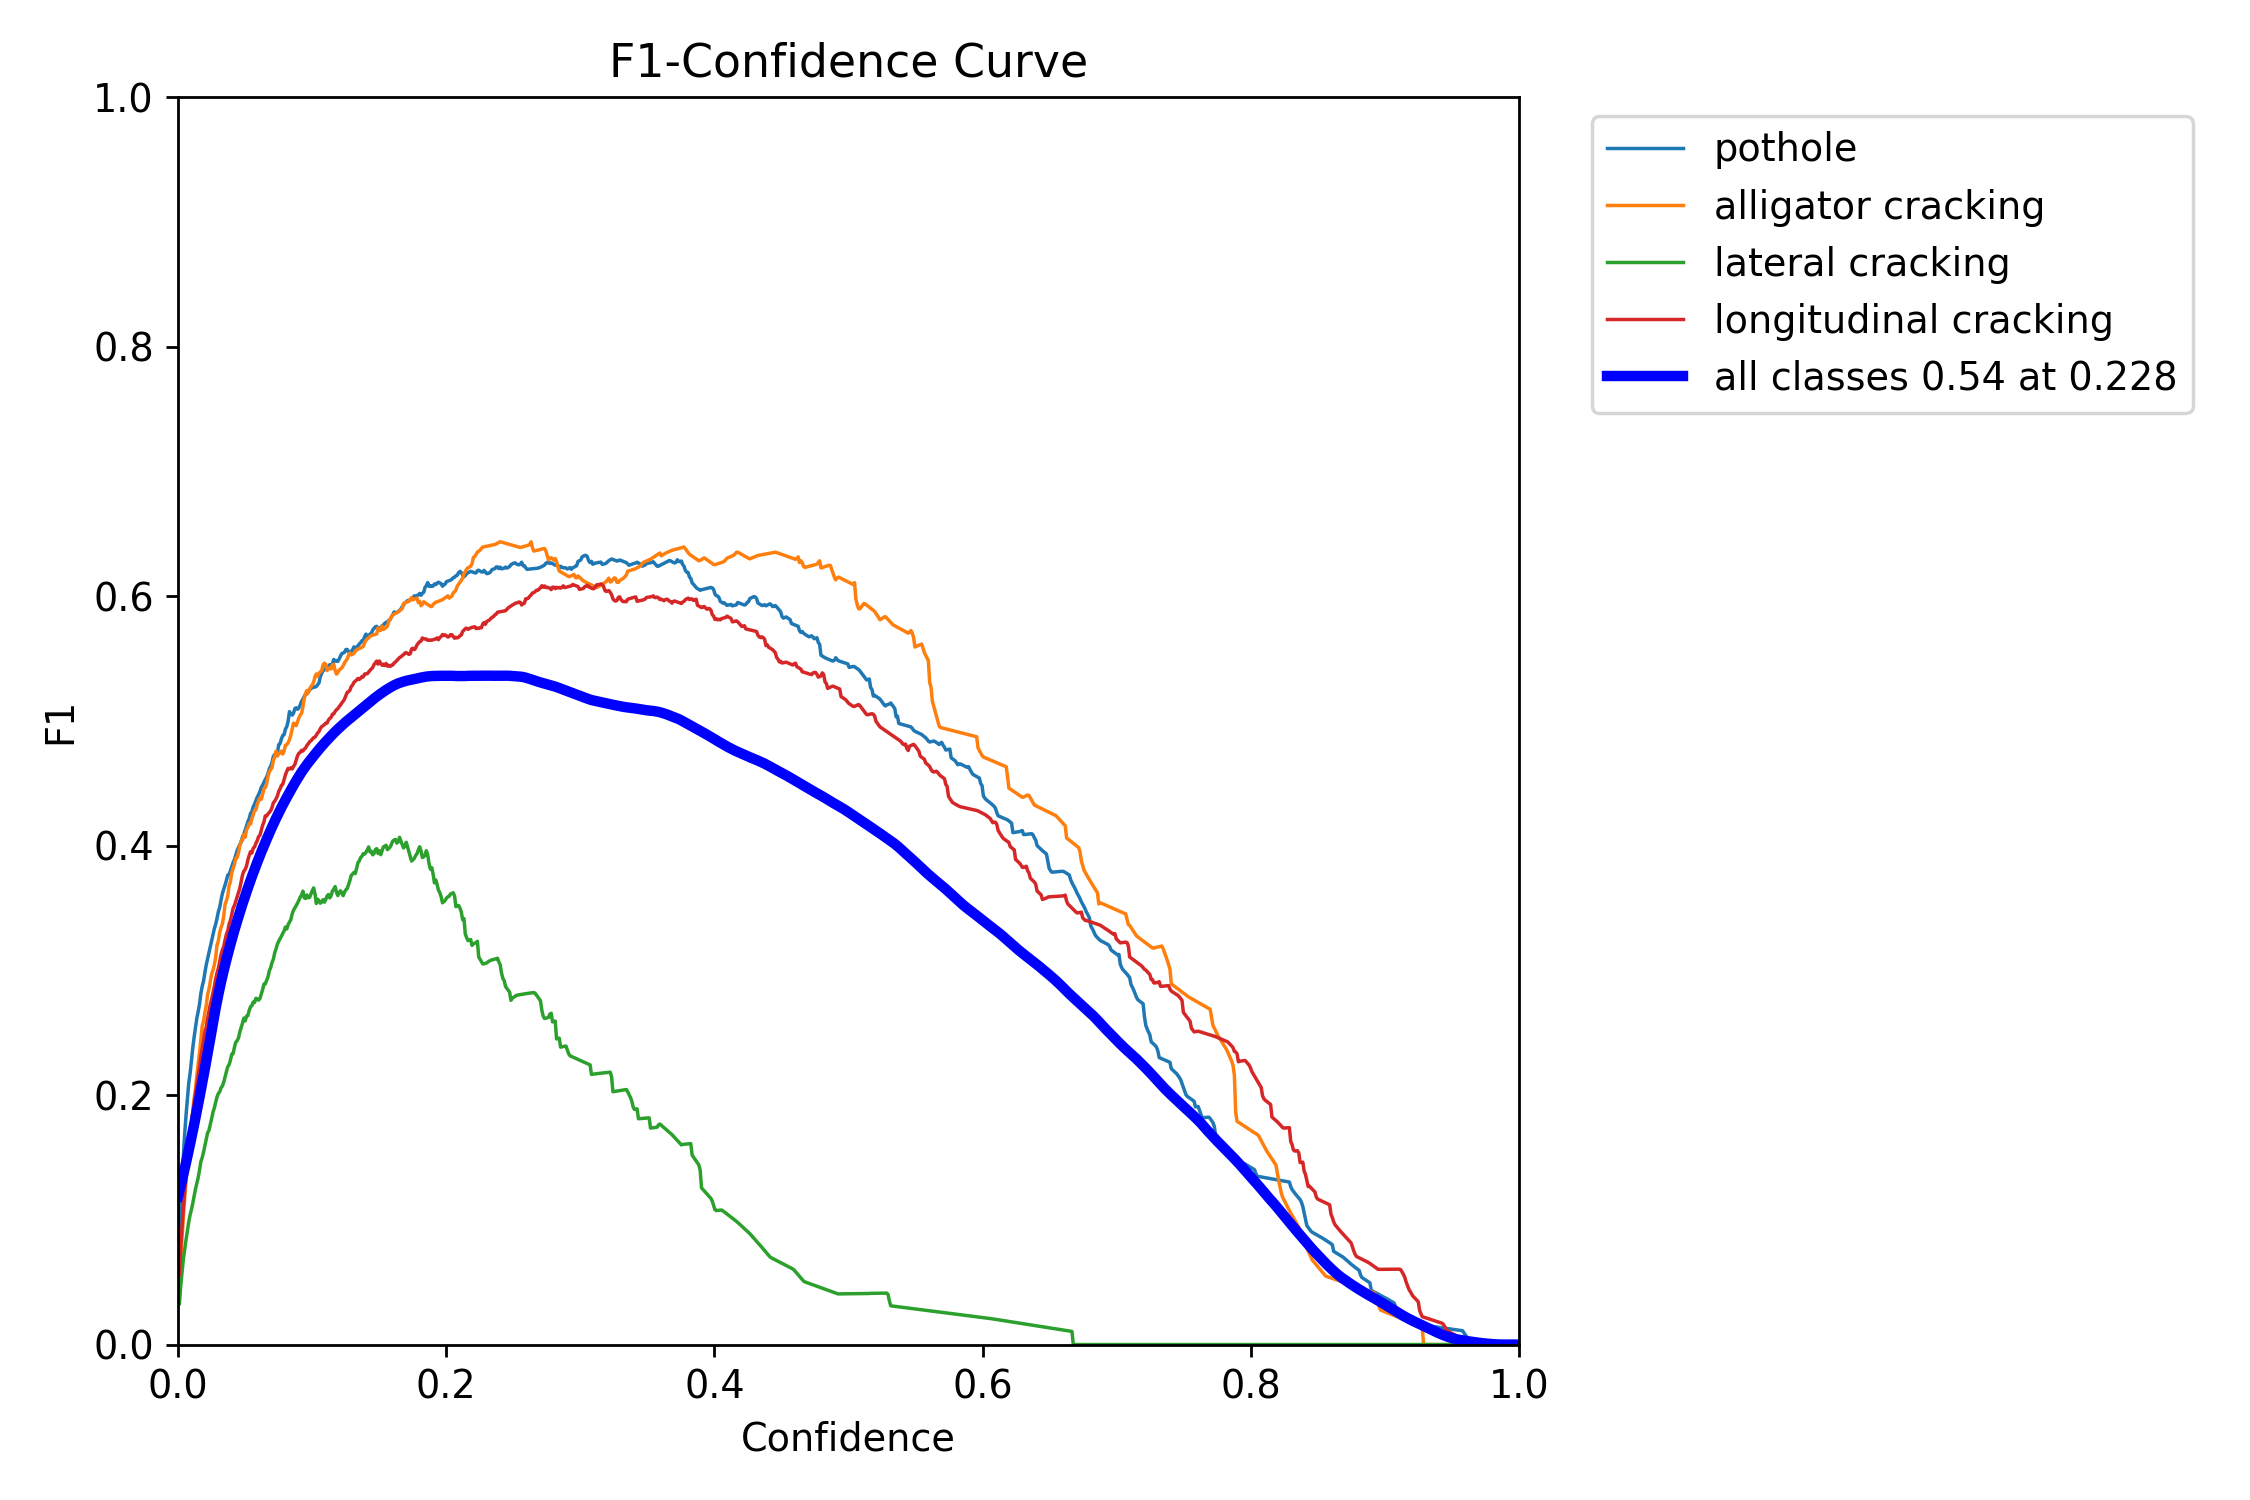 F1-Confidence Curve
1.0
0.8
0.6
0.4
0.2
0.0
F1
0.0 0.2 0.4 0.6 0.8 1.0
Confidence
pothole
alligator cracking
lateral cracking
longitudinal cracking
all classes 0.54 at 0.228